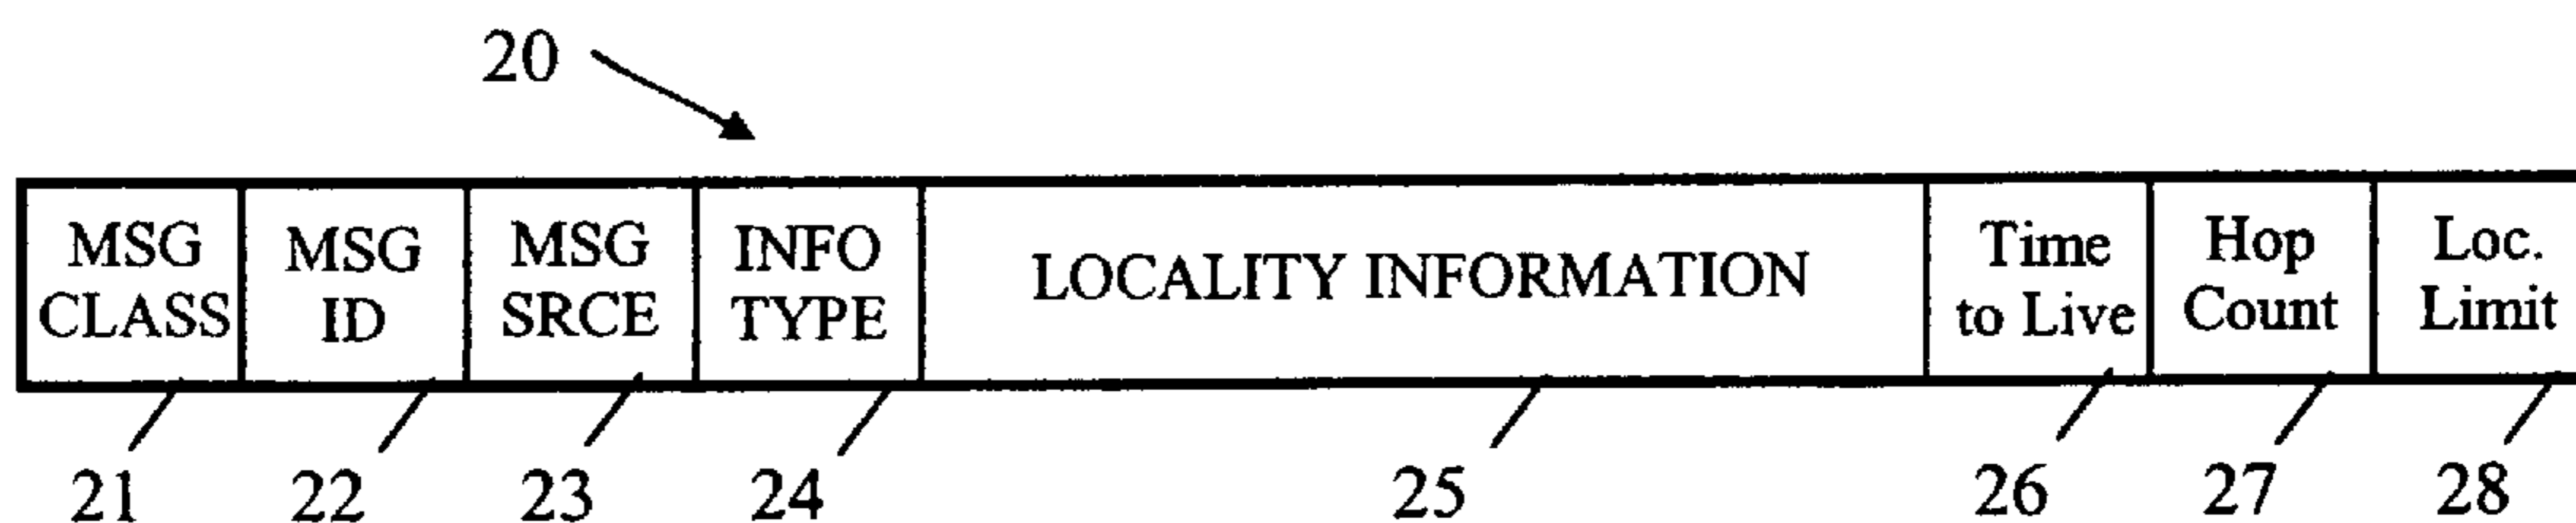 20
MSG CLASS
MSG ID
MSG SRCE
INFO TYPE
LOCALITY INFORMATION
Time to Live
Hop Count
Loc. Limit
21 22 23 24 25 26 27 28